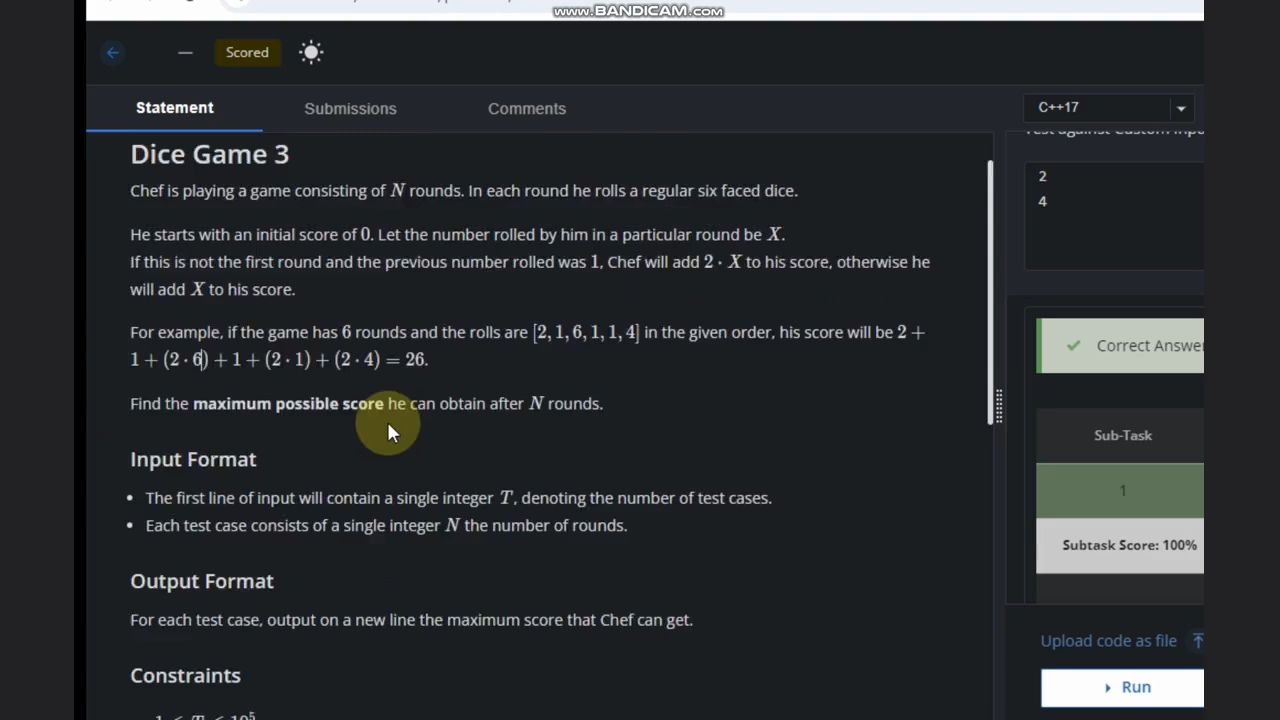 www.BANDICAM.com
Scored
Statement Submissions Comments
C++17
Dice Game 3
Chef is playing a game consisting of N rounds. In each round he rolls a regular six faced dice.
He starts with an initial score of 0. Let the number rolled by him in a particular round be X.
If this is not the first round and the previous number rolled was 1, Chef will add 2 · X to his score, otherwise he
will add X to his score.
For example, if the game has 6 rounds and the rolls are [2, 1, 6, 1, 1, 4] in the given order, his score will be 2 +
1 + (2 · 6) + 1 + (2 · 1) + (2 · 4) = 26.
Find the maximum possible score he can obtain after N rounds.
Input Format
• The first line of input will contain a single integer T, denoting the number of test cases.
• Each test case consists of a single integer N the number of rounds.
Output Format
For each test case, output on a new line the maximum score that Chef can get.
Constraints
2
4
Correct Answer
Sub-Task
1
Subtask Score: 100%
Upload code as file
Run